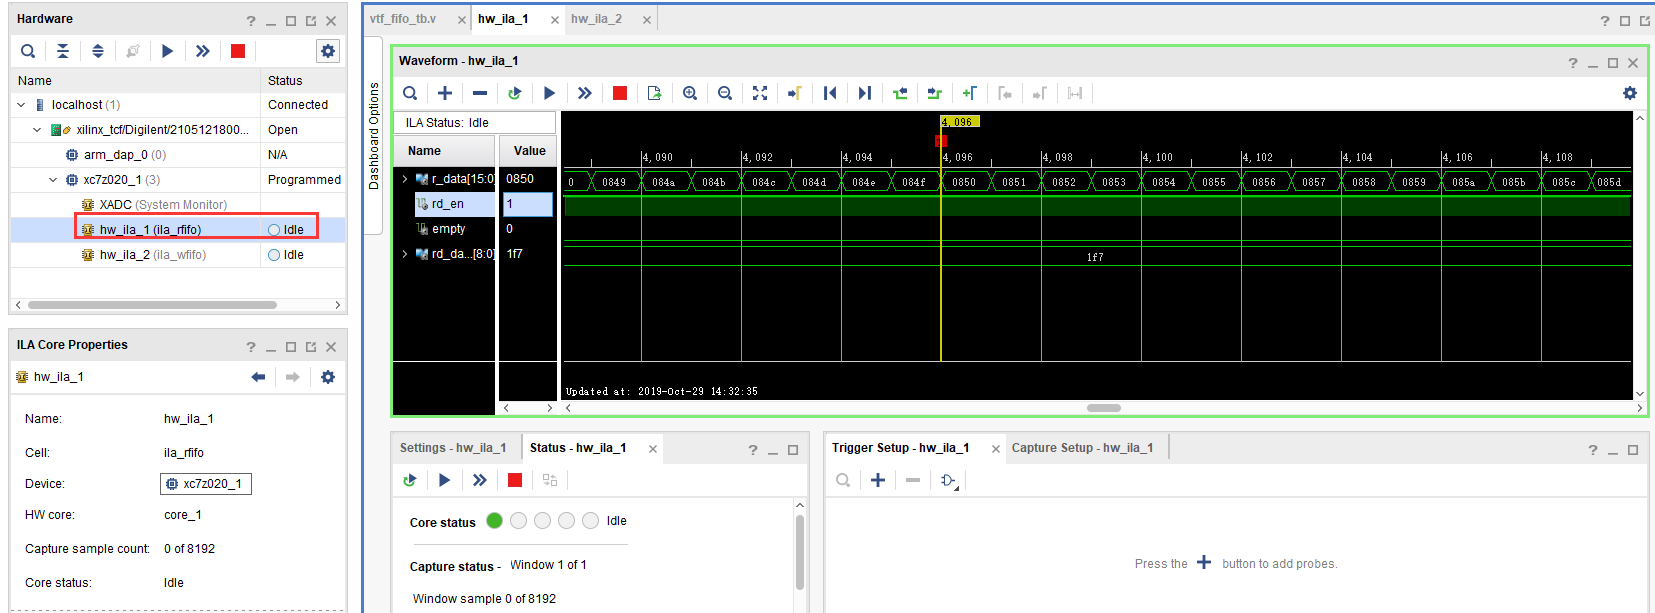 Hardware
Name Status
localhost (1) Connected
xilinx_tcf/Digilent/2105121800... Open
arm_dap_0 (0) N/A
xc7z020_1 (3) Programmed
XADC (System Monitor)
hw_ila_1 (ila_rfifo) Idle
hw_ila_2 (ila_wfifo) Idle
ILA Core Properties
hw_ila_1
Name: hw_ila_1
Cell: ila_rfifo
Device: xc7z020_1
HW core: core_1
Capture sample count: 0 of 8192
Core status: Idle
vtf_fifo_tb.v hw_ila_1 hw_ila_2
Dashboard Options
Waveform - hw_ila_1
ILA Status: Idle
Name Value
4,096
4,090 4,092 4,094 4,096 4,098 4,100 4,102 4,104 4,106 4,108
r_data[15:0 0850
0 0849 084a 084b 084c 084d 084e 084f 0850 0851 0852 0853 0854 0855 0856 0857 0858 0859 085a 085b 085c 085d
rd_en 1
empty 0
rd_da...[8:0] 1f7
1f7
Updated at: 2019-Oct-29 14:32:35
Settings - hw_ila_1 Status - hw_ila_1
Core status Idle
Capture status - Window 1 of 1
Window sample 0 of 8192
Trigger Setup - hw_ila_1 Capture Setup - hw_ila_1
Press the + button to add probes.